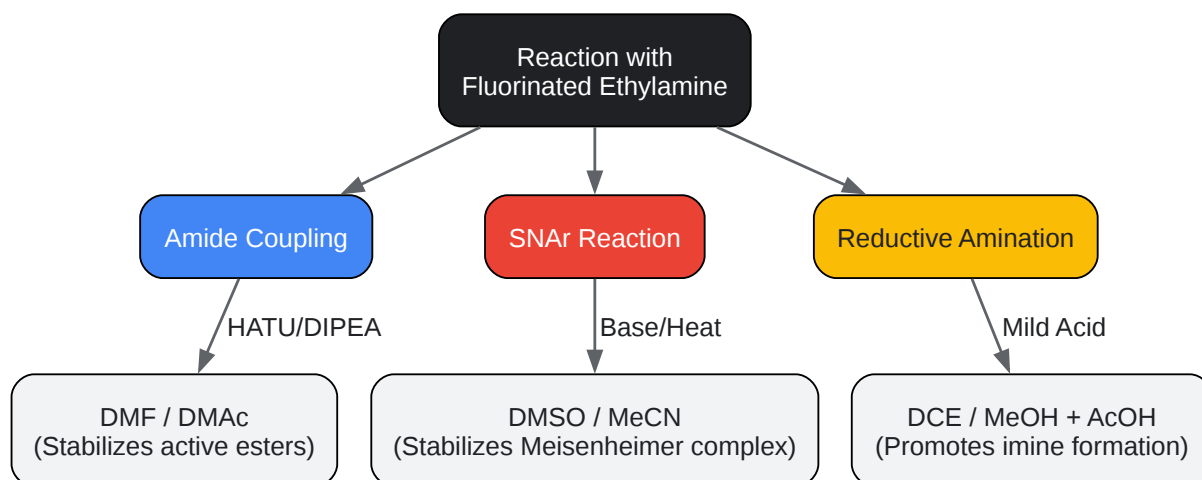 Reaction with
Fluorinated Ethylamine
Amide Coupling
SNAr Reaction
Reductive Amination
HATU/DIPEA
Base/Heat
Mild Acid
DMF / DMAc
(Stabilizes active esters)
DMSO / MeCN
(Stabilizes Meisenheimer complex)
DCE / MeOH + AcOH
(Promotes imine formation)